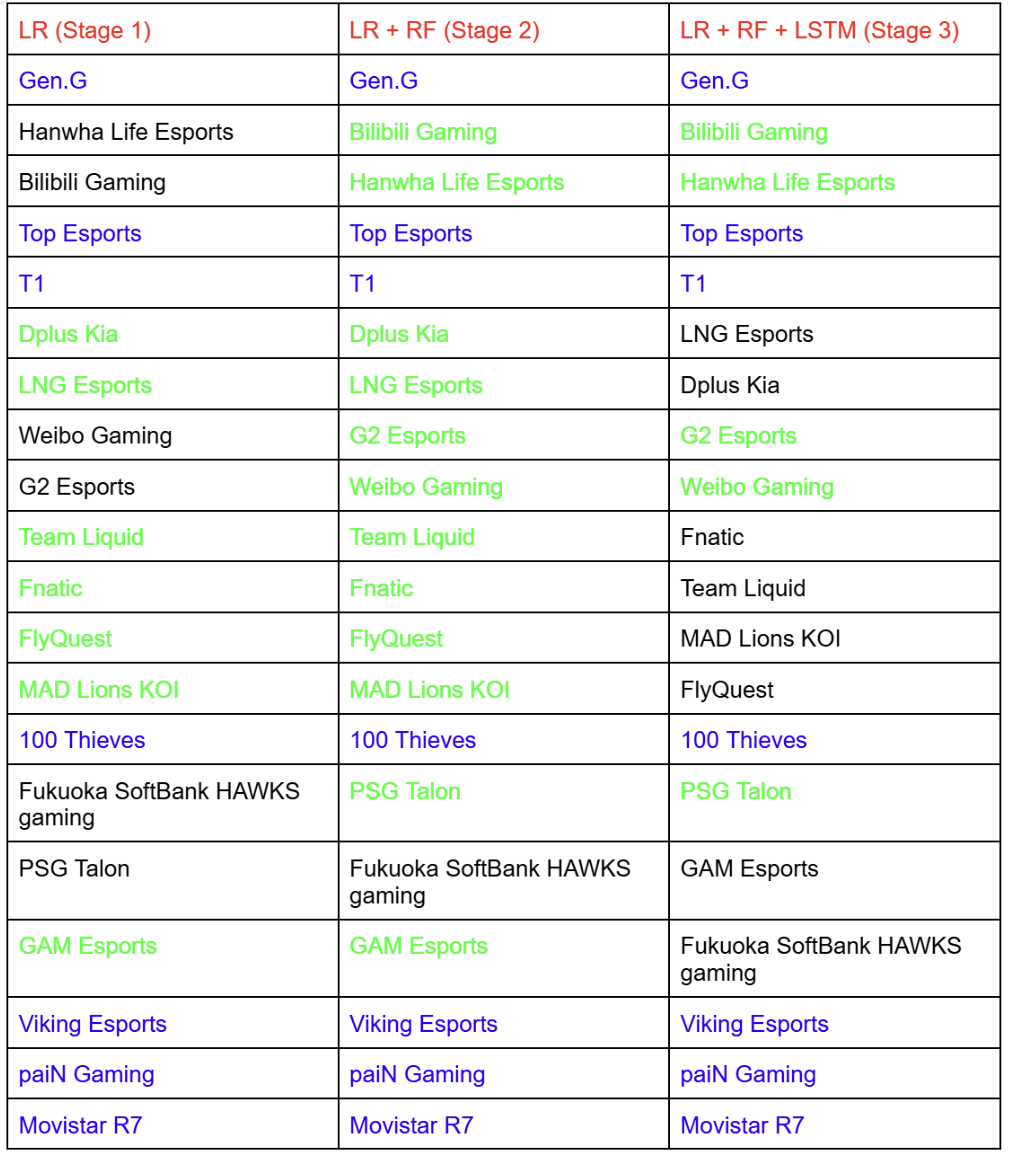 LR (Stage 1) LR + RF (Stage 2) LR + RF + LSTM (Stage 3)
Gen.G Gen.G Gen.G
Hanwha Life Esports Bilibili Gaming Bilibili Gaming
Bilibili Gaming Hanwha Life Esports Hanwha Life Esports
Top Esports Top Esports Top Esports
T1 T1 T1
Dplus Kia Dplus Kia LNG Esports
LNG Esports LNG Esports Dplus Kia
Weibo Gaming G2 Esports G2 Esports
G2 Esports Weibo Gaming Weibo Gaming
Team Liquid Team Liquid Fnatic
Fnatic Fnatic Team Liquid
FlyQuest FlyQuest MAD Lions KOI
MAD Lions KOI MAD Lions KOI FlyQuest
100 Thieves 100 Thieves 100 Thieves
Fukuoka SoftBank HAWKS PSG Talon PSG Talon
gaming
PSG Talon Fukuoka SoftBank HAWKS GAM Esports
gaming
GAM Esports GAM Esports Fukuoka SoftBank HAWKS
gaming
Viking Esports Viking Esports Viking Esports
paiN Gaming paiN Gaming paiN Gaming
Movistar R7 Movistar R7 Movistar R7